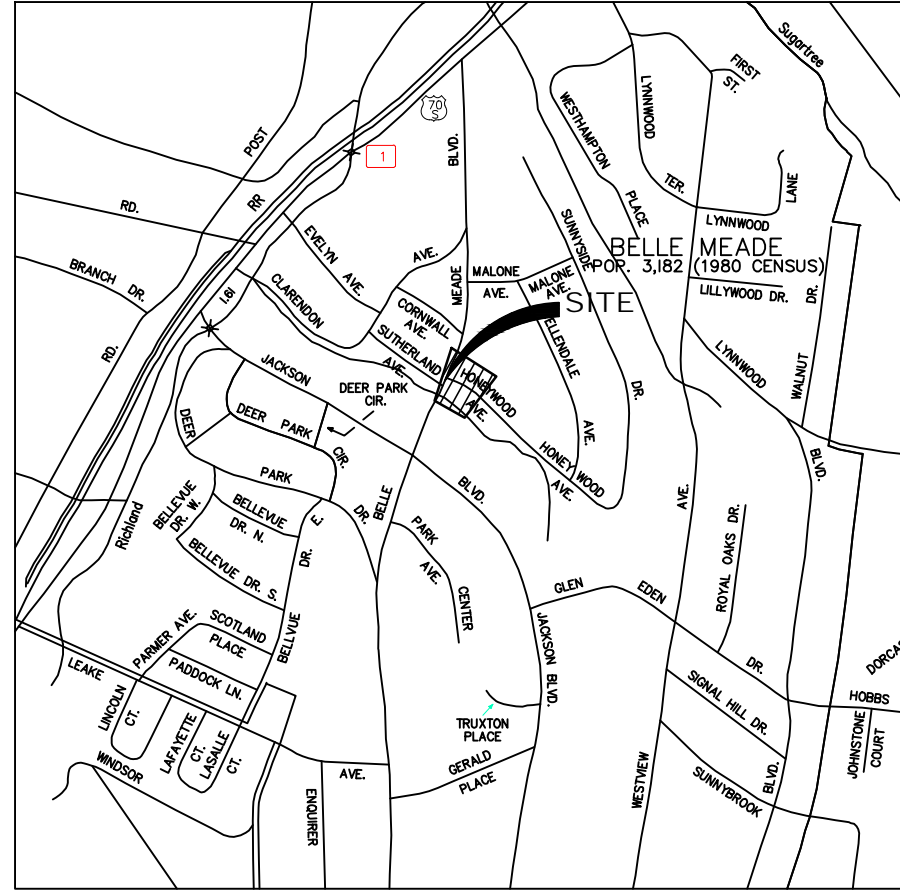 Sugartree
FIRST
ST.
70
S
POST
BLVD.
LYNNWOOD
WESTHAMPTON
PLACE
1
RR
RD.
TER.
LANE
LYNNWOOD
EVELYN
AVE.
AVE.
SUNNYSIDE
BELLE MEADE
POP. 3,182 (1980 CENSUS)
BRANCH DR.
1.61
CLARENDON
MEADE
MALONE
AVE.
MALONE
AVE.
LILLYWOOD DR.
DR.
SITE
CORNWALL
AVE.
SUTHERLAND
AVE.
ELLENDALE
AVE.
RD.
JACKSON
DEER PARK
CIR.
HONEYWOOD
AVE.
DR.
LYNNWOOD
WALNUT
DEER
DEER PARK
CIR.
HONEY WOOD
AVE.
BLVD.
PARK
DR.
BELLE
BLVD.
AVE.
Richland
BELLEVUE
DR. W.
BELLEVUE
DR. N.
E.
DR.
BELLEVUE DR. S.
BELLVUE
PARK
AVE.
CENTER
ROYAL OAKS DR.
GLEN
EDEN
DR.
PARMER AVE.
SCOTLAND
PLACE
PADDOCK LN.
LEAKE
JACKSON
BLVD.
DORCAS
SIGNAL HILL DR.
HOBBS
LINCOLN
CT.
LAFAYETTE
CT.
LASALLE
CT.
TRUXTON
PLACE
JOHNSTONE
COURT
WINDSOR
AVE.
GERALD
PLACE
ENQUIRER
WESTVIEW
SUNNYBROOK
BLVD.